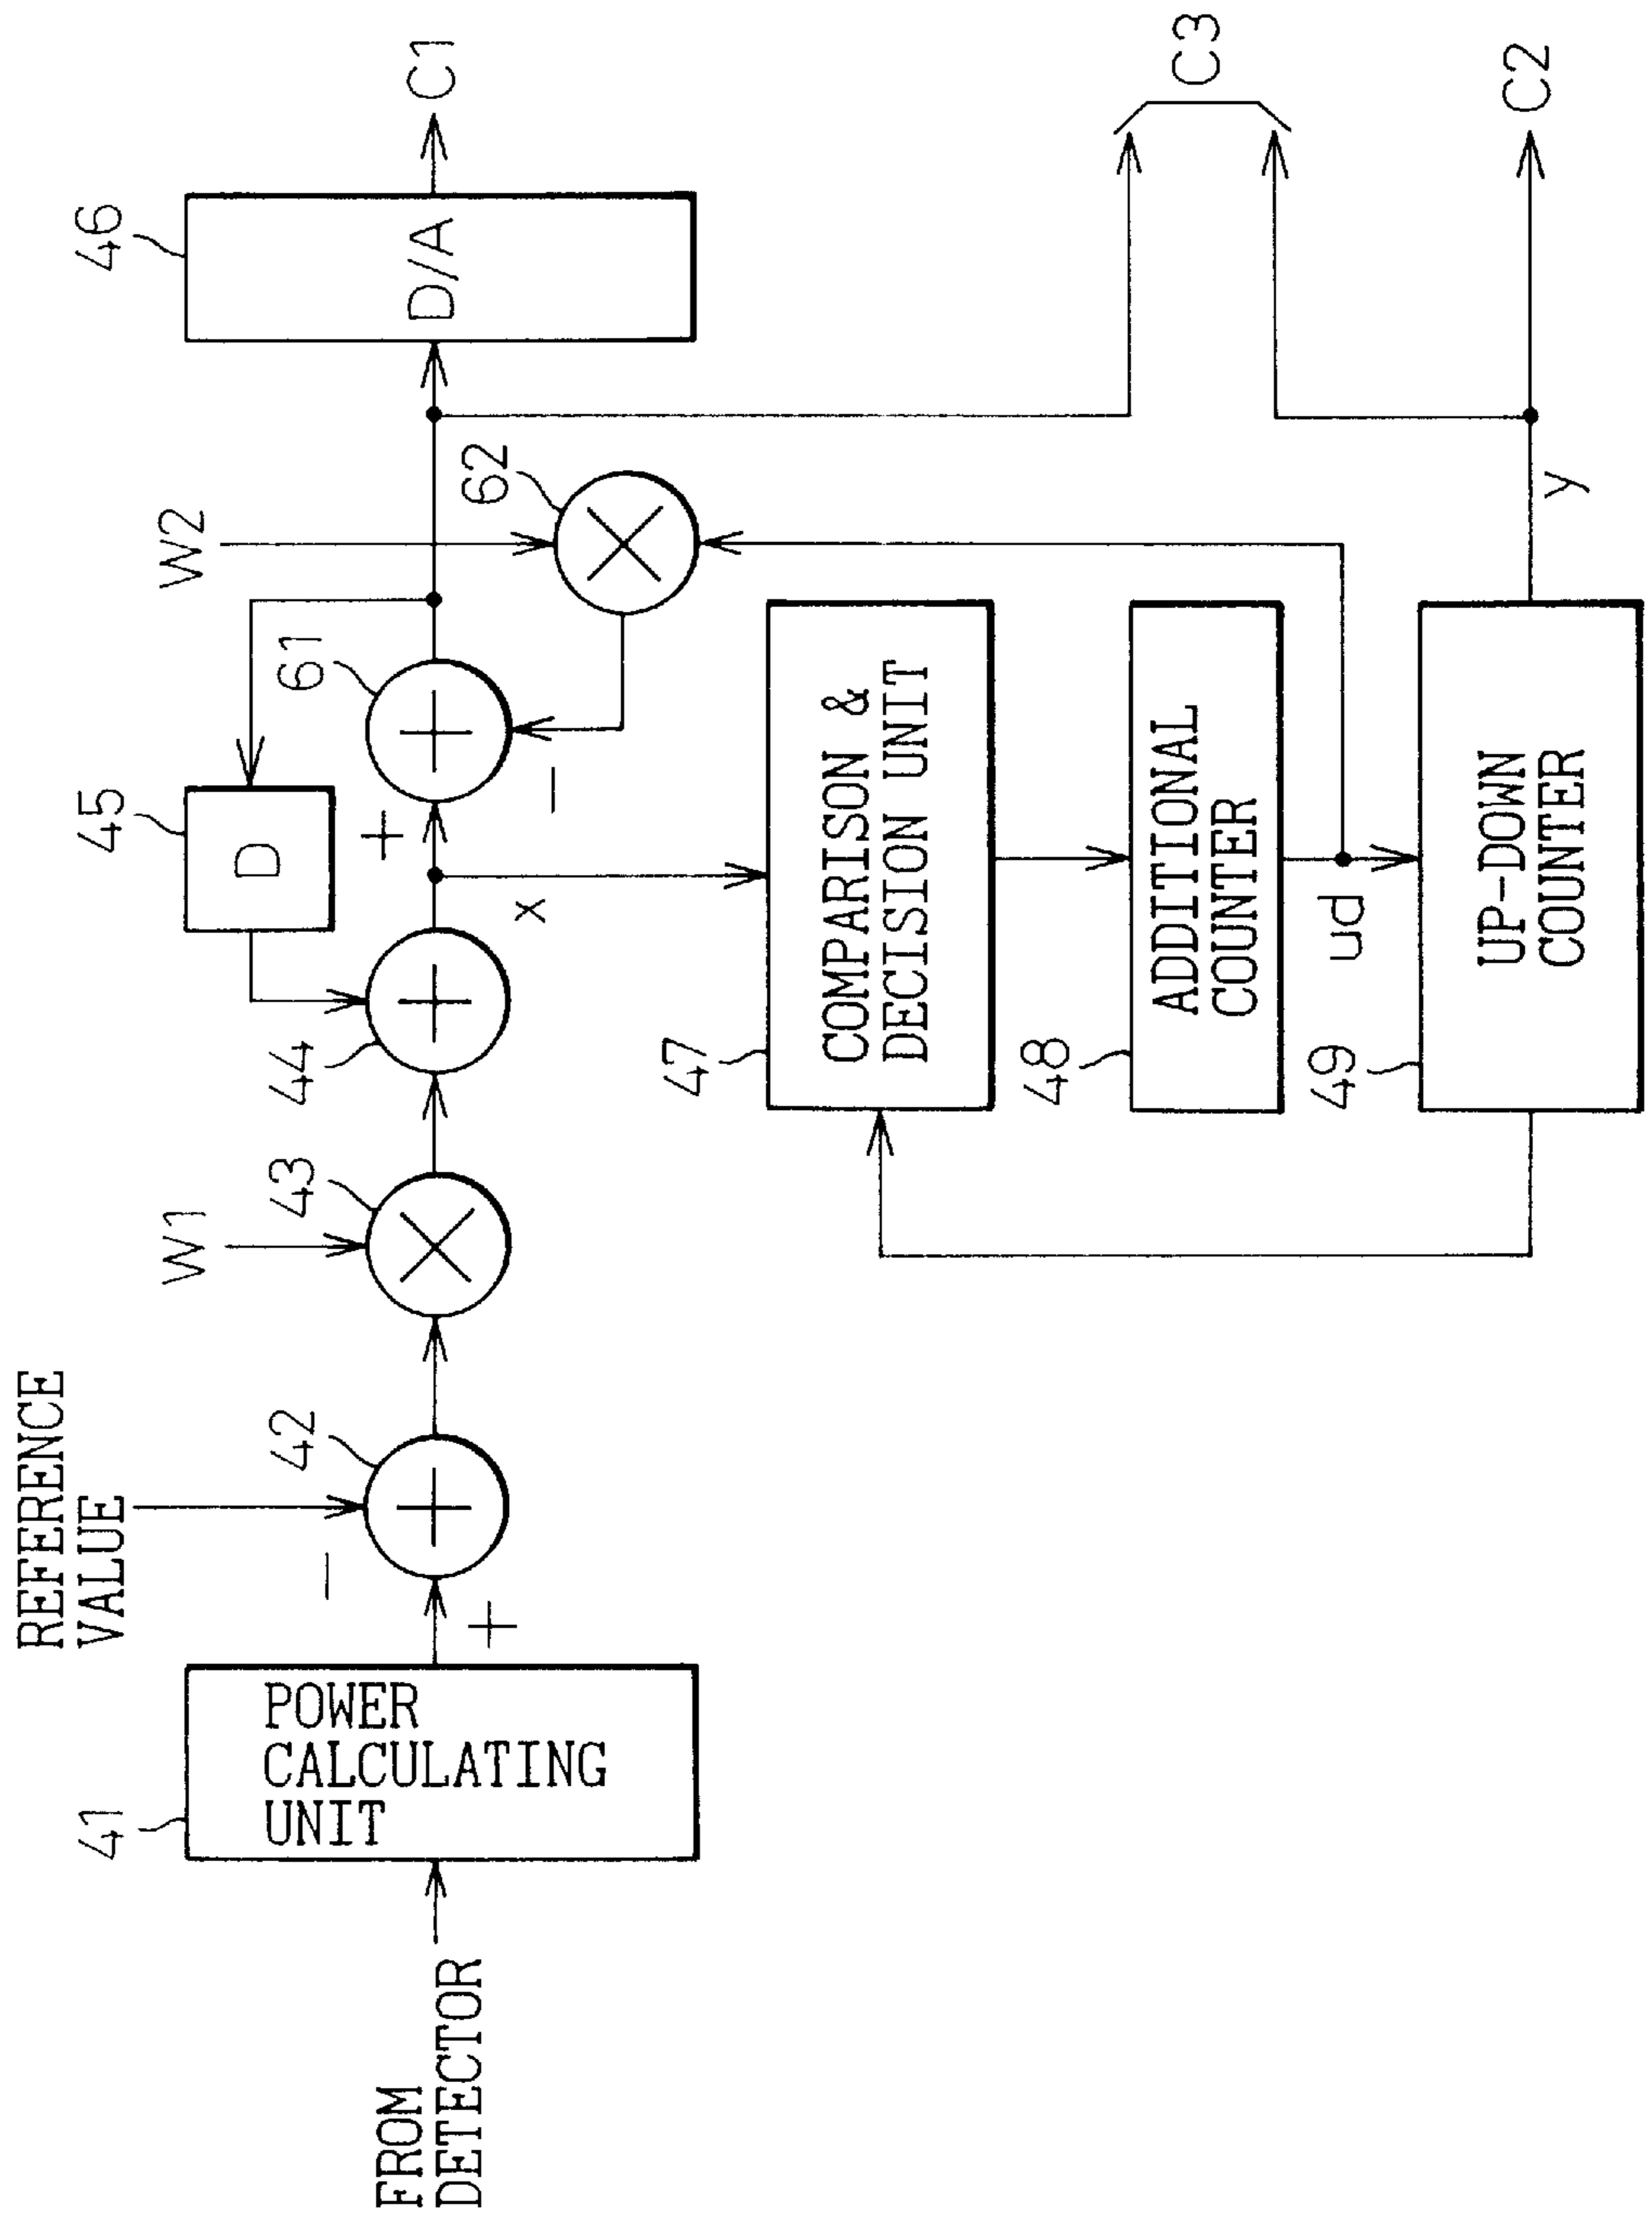 FROM
DETECTOR
41
POWER
CALCULATING
UNIT
+
−
REFERENCE
VALUE
42
+
W1
43
×
44
+
45
D
x
+
−
61
+
W2
62
×
46
D/A
C1
47
COMPARISON &
DECISION UNIT
48
ADDITIONAL
COUNTER
ud
49
UP-DOWN
COUNTER
y
C3
C2